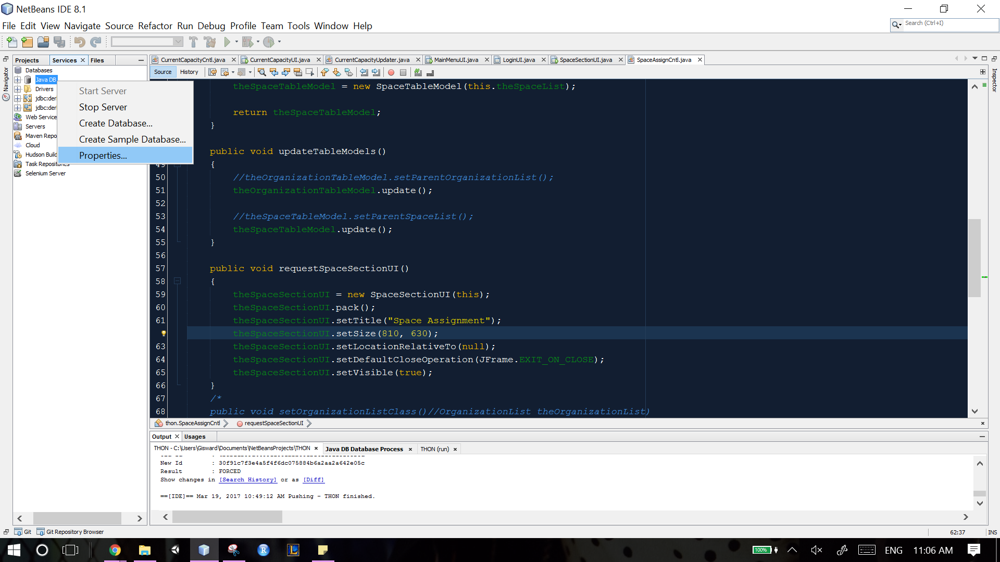 NetBeans IDE 8.1
File Edit View Navigate Source Refactor Run Debug Profile Team Tools Window Help
Search (Ctrl+I)
Projects Services Files
CurrentCapacityCntl.java CurrentCapacityUI.java CurrentCapacityUpdater.java MainMenuUI.java LoginUI.java SpaceSectionUI.java SpaceAssignCntl.java
Navigator
Inspector
Source History
Databases
Java DB
Drivers
jdbc:der
jdbc:der
Web Service
Servers
Maven Repo
Cloud
Hudson Build
Task Repositories
Selenium Server
Start Server
Stop Server
Create Database...
Create Sample Database...
Properties...
theSpaceTableModel = new SpaceTableModel(this.theSpaceList);
return theSpaceTableModel;
}
public void updateTableModels()
49 {
50 //theOrganizationTableModel.setParentOrganizationList();
51 theOrganizationTableModel.update();
52
53 //theSpaceTableModel.setParentSpaceList();
54 theSpaceTableModel.update();
55 }
56
57 public void requestSpaceSectionUI()
58 {
59 theSpaceSectionUI = new SpaceSectionUI(this);
60 theSpaceSectionUI.pack();
61 theSpaceSectionUI.setTitle("Space Assignment");
theSpaceSectionUI.setSize(810, 630);
63 theSpaceSectionUI.setLocationRelativeTo(null);
64 theSpaceSectionUI.setDefaultCloseOperation(JFrame.EXIT_ON_CLOSE);
65 theSpaceSectionUI.setVisible(true);
66 }
67 /*
68 public void setOrganizationListClass()//OrganizationList theOrganizationList)
thon.SpaceAssignCntl requestSpaceSectionUI
Output Usages
THON - C:\Users\Gisward\Documents\NetBeansProjects\THON Java DB Database Process THON (run)
New Id : 30f91c7f3e4a5f4f6dc075884b6a2aa2a642e05c
Result : FORCED
Show changes in [Search History] or as [Diff]
==[IDE]== Mar 19, 2017 10:49:12 AM Pushing - THON finished.
Git Git Repository Browser
62:37 INS
100% ENG 11:06 AM